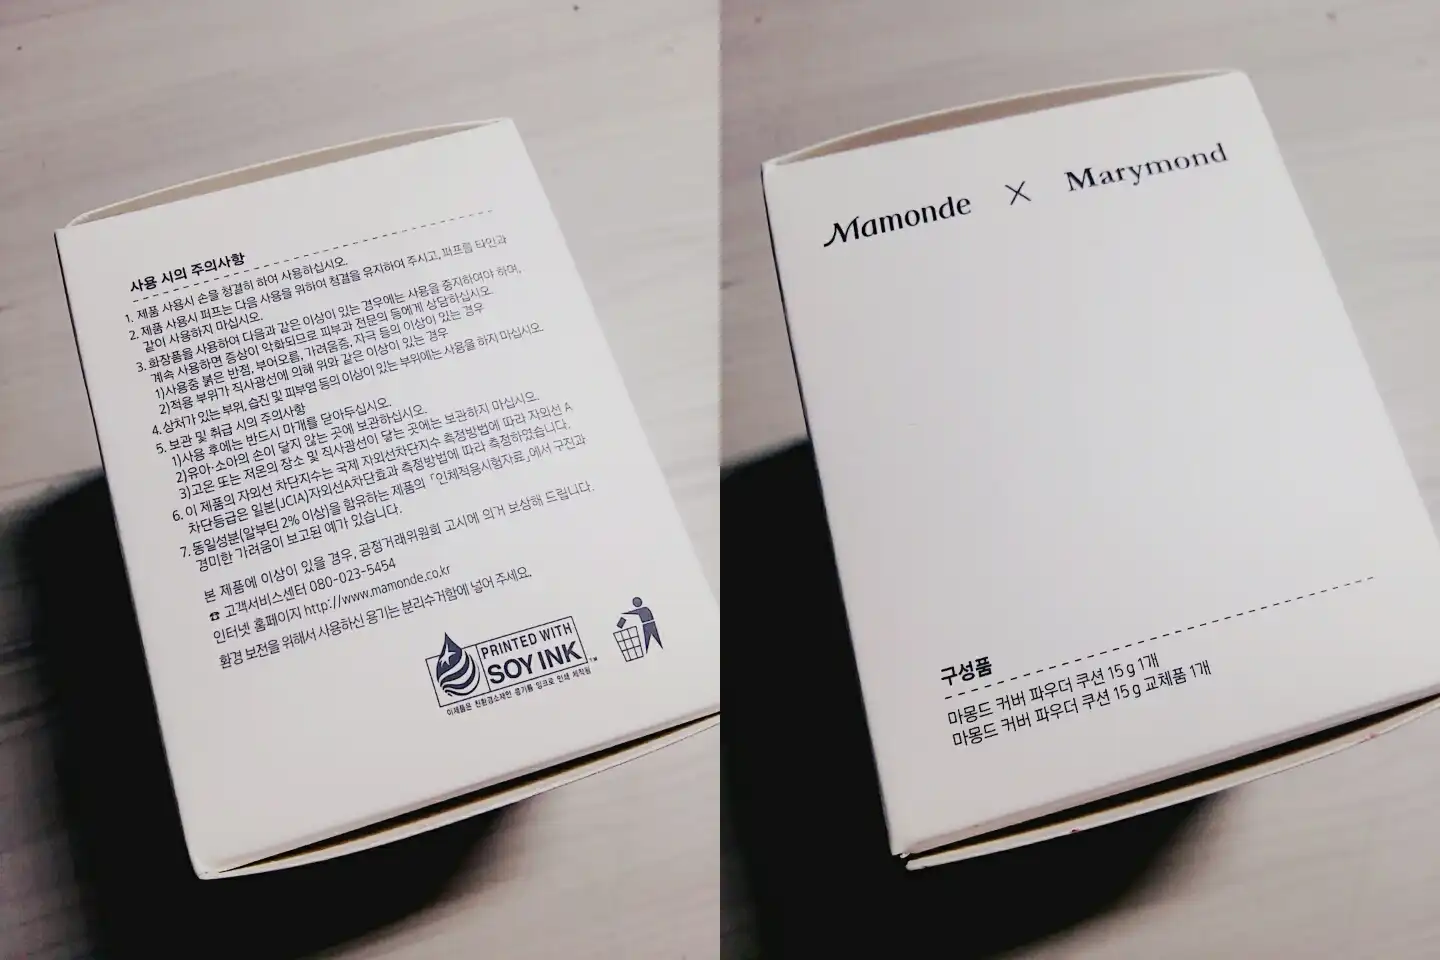 사용 시의 주의사항
1. 제품 사용시 손을 청결히 하여 사용하십시오.
2. 제품 사용시 퍼프는 다음 사용을 위하여 청결을 유지하여 주시고, 퍼프를 타인과
같이 사용하지 마십시오.
3. 화장품을 사용하여 다음과 같은 이상이 있는 경우에는 사용을 중지하여야 하며,
계속 사용하면 증상이 악화되므로 피부과 전문의 등에게 상담하십시오.
1)사용중 붉은 반점, 부어오름, 가려움증, 자극 등의 이상이 있는 경우
2)적용 부위가 직사광선에 의해 위와 같은 이상이 있는 경우
4.상처가 있는 부위, 습진 및 피부염 등의 이상이 있는 부위에는 사용을 하지 마십시오.
5. 보관 및 취급 시의 주의사항
1)사용 후에는 반드시 마개를 닫아두십시오.
2)유아·소아의 손이 닿지 않는 곳에 보관하십시오.
3)고온 또는 저온의 장소 및 직사광선이 닿는 곳에는 보관하지 마십시오.
6. 이 제품의 자외선 차단지수는 국제 자외선차단지수 측정방법에 따라 자외선 A
차단등급은 일본(JCIA)자외선A차단효과 측정방법에 따라 측정하였습니다.
7. 동일성분(알부틴 2% 이상)을 함유하는 제품의 「인체적용시험자료」에서 구진과
경미한 가려움이 보고된 예가 있습니다.
본 제품에 이상이 있을 경우, 공정거래위원회 고시에 의거 보상해 드립니다.
☎ 고객서비스센터 080-023-5454
인터넷 홈페이지 http://www.mamonde.co.kr
환경 보전을 위해서 사용하신 용기는 분리수거함에 넣어 주세요.
PRINTED WITH
SOY INK™
이제품은 친환경소재인 콩기름 잉크로 인쇄 제작됨
Mamonde X Marymond
구성품
마몽드 커버 파우더 쿠션 15 g 1개
마몽드 커버 파우더 쿠션 15 g 교체품 1개